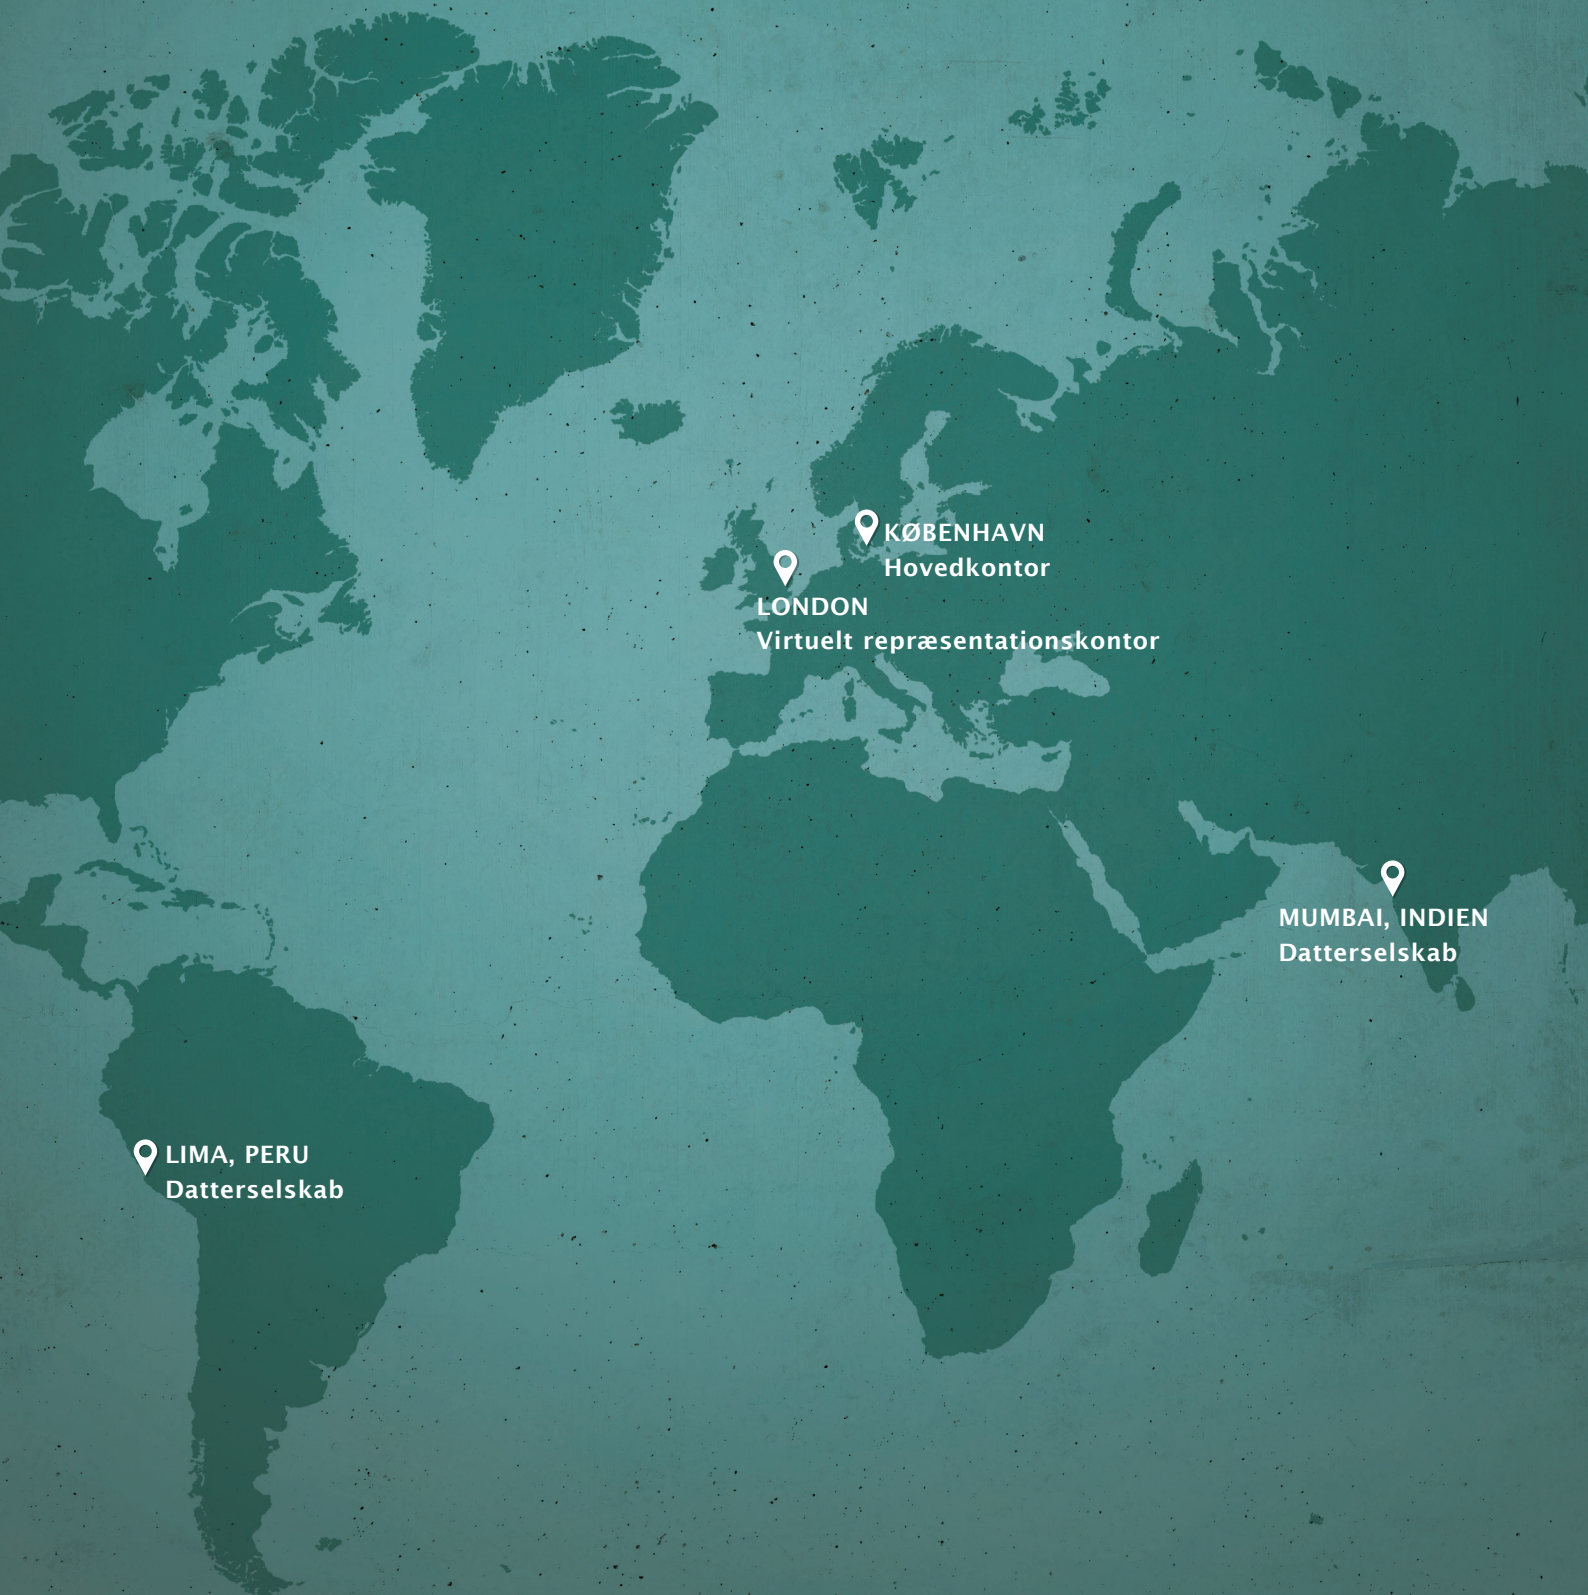 KØBENHAVN
Hovedkontor
LONDON
Virtuelt repræsentationskontor
MUMBAI, INDIEN
Datterselskab
LIMA, PERU
Datterselskab